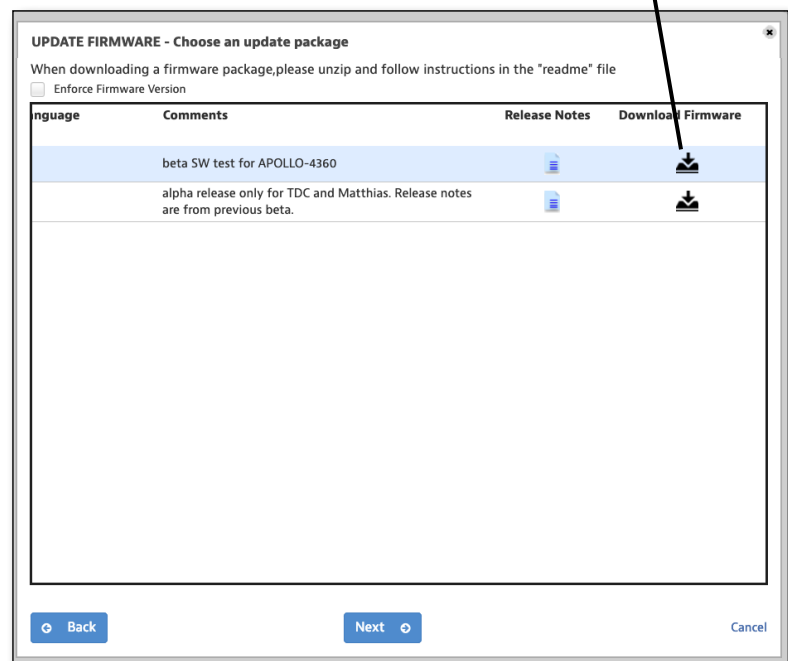 UPDATE FIRMWARE - Choose an update package
When downloading a firmware package,please unzip and follow instructions in the "readme" file
Enforce Firmware Version
nguage Comments Release Notes Download Firmware
beta SW test for APOLLO-4360
alpha release only for TDC and Matthias. Release notes
are from previous beta.
Back Next Cancel